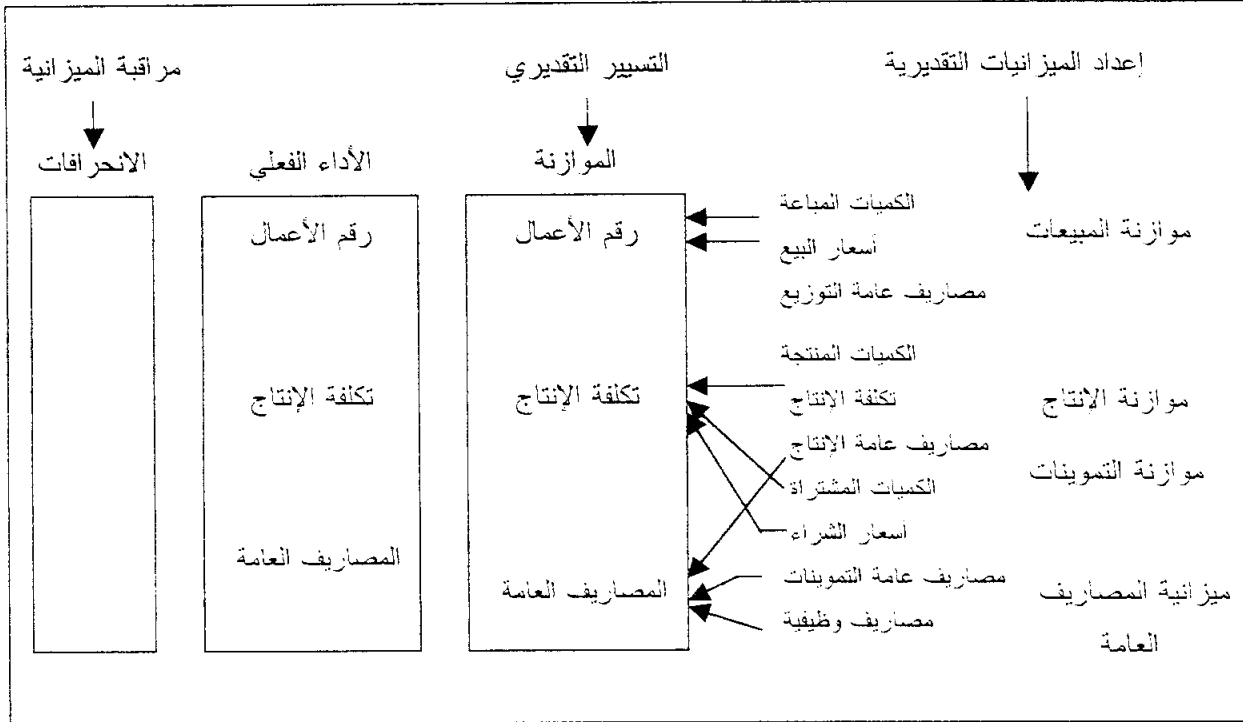 إعداد الميزانيات التقديرية
التسيير التقديري
مراقبة الميزانية
الموازنة
الأداء الفعلي
الانحرافات
موازنة المبيعات
الكميات المباعة
أسعار البيع
مصاريف عامة التوزيع
رقم الأعمال
رقم الأعمال
موازنة الإنتاج
الكميات المنتجة
تكلفة الإنتاج
مصاريف عامة الإنتاج
تكلفة الإنتاج
تكلفة الإنتاج
موازنة التموينات
الكميات المشتراة
أسعار الشراء
مصاريف عامة التموينات
ميزانية المصاريف
العامة
مصاريف وظيفية
المصاريف العامة
المصاريف العامة